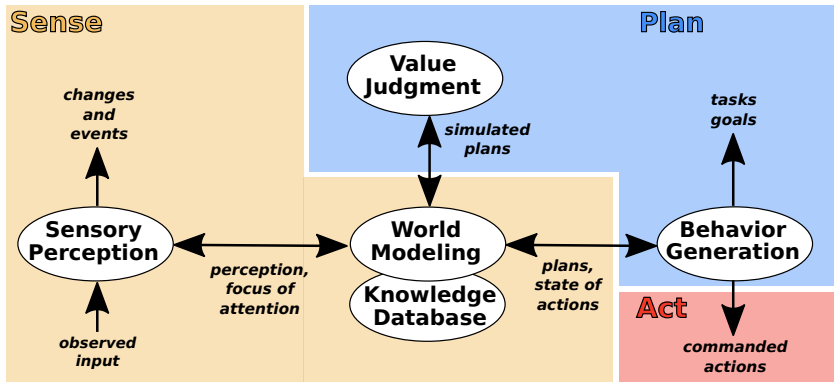 Sense
Plan
Value
Judgment
changes
and
events
simulated
plans
tasks
goals
Sensory
Perception
World
Modeling
Behavior
Generation
perception,
focus of
attention
plans,
state of
actions
Knowledge
Database
observed
input
Act
commanded
actions